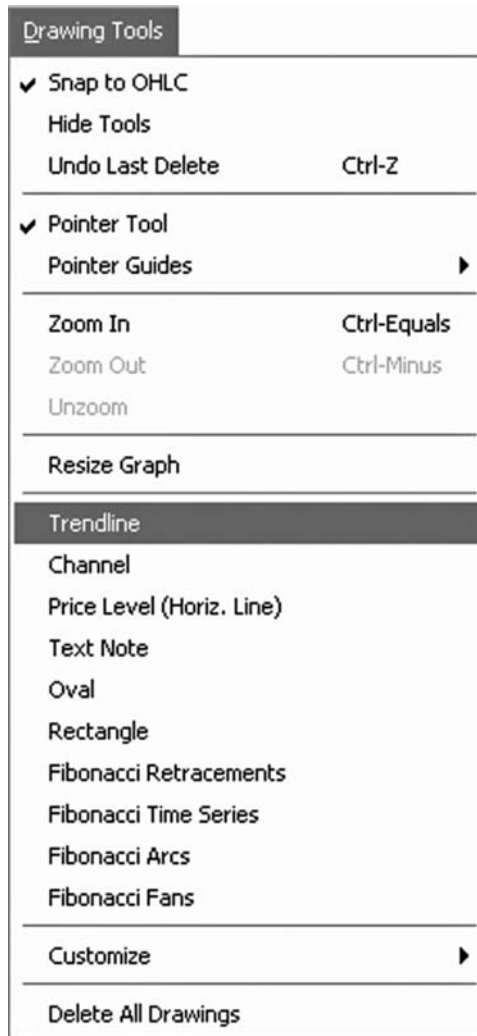 Drawing Tools
Snap to OHLC
Hide Tools
Undo Last Delete Ctrl-Z
Pointer Tool
Pointer Guides
Zoom In Ctrl-Equals
Zoom Out Ctrl-Minus
Unzoom
Resize Graph
Trendline
Channel
Price Level (Horiz. Line)
Text Note
Oval
Rectangle
Fibonacci Retracements
Fibonacci Time Series
Fibonacci Arcs
Fibonacci Fans
Customize
Delete All Drawings